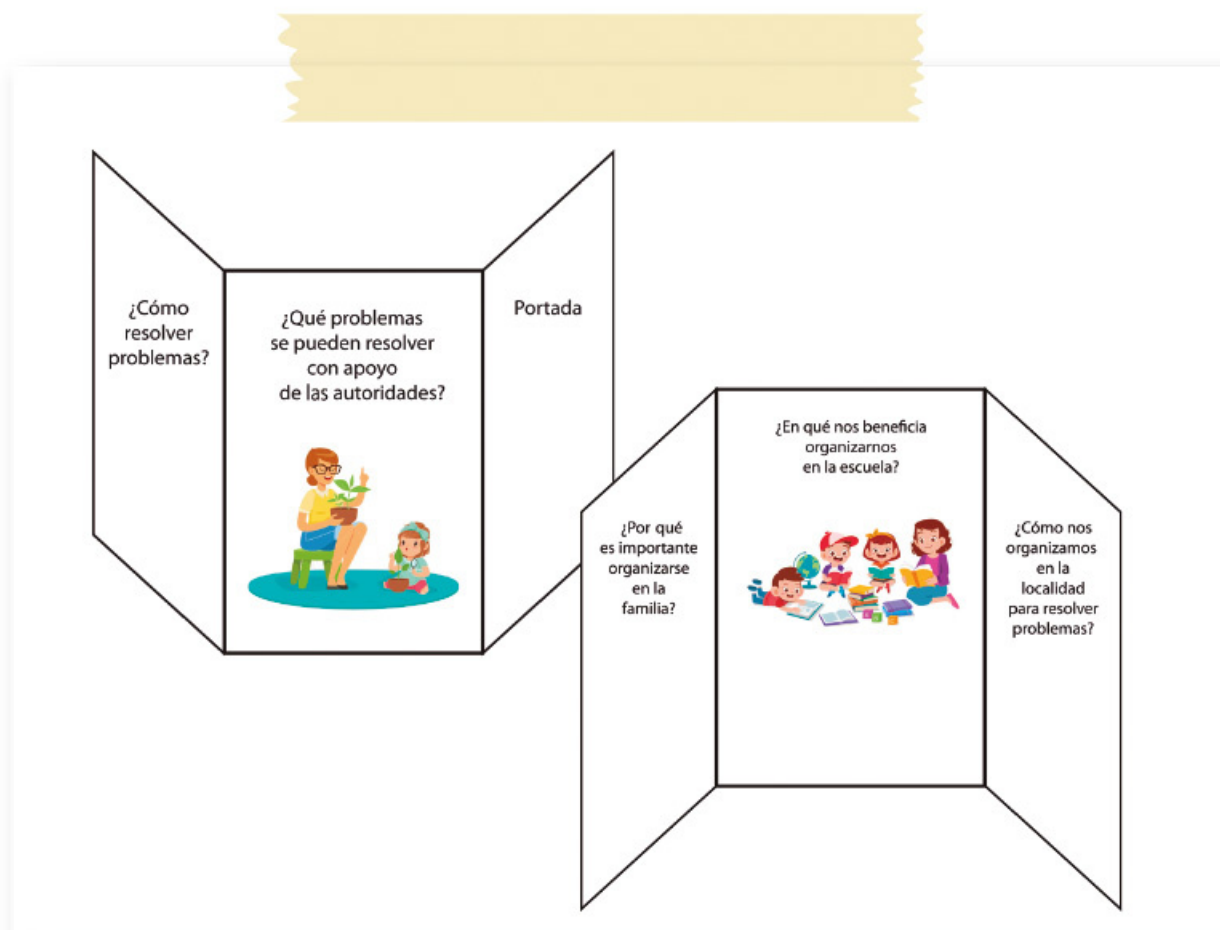 ¿Cómo
resolver
problemas?
¿Qué problemas
se pueden resolver
con apoyo
de las autoridades?
Portada
¿Por qué
es importante
organizarse
en la
familia?
¿En qué nos beneficia
organizarnos
en la escuela?
¿Cómo nos
organizamos
en la
localidad
para resolver
problemas?